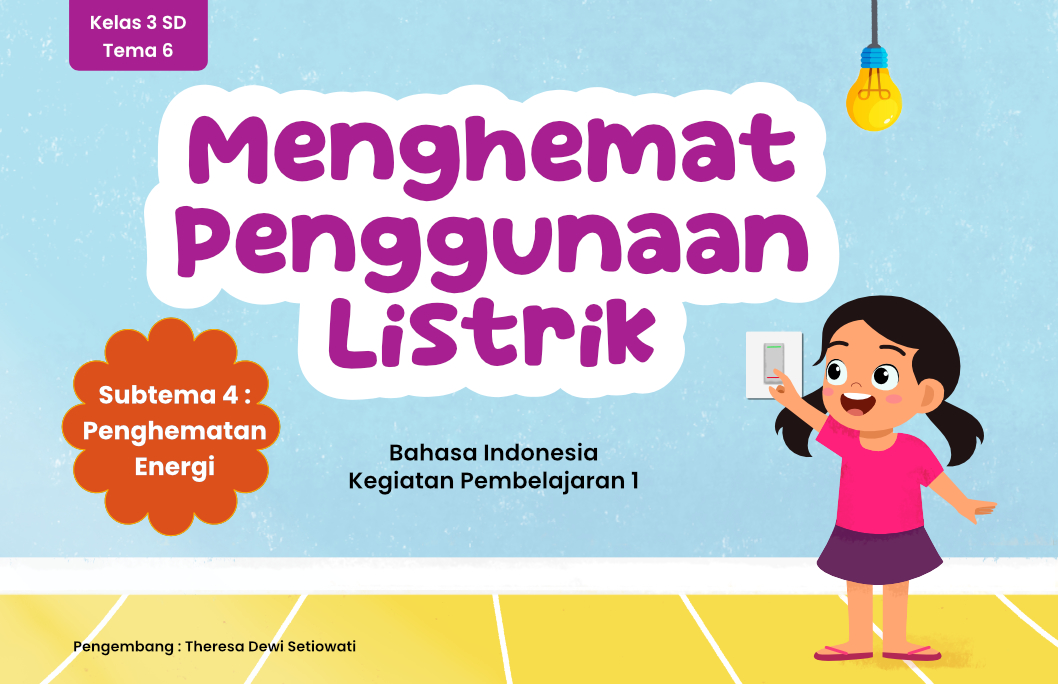 Kelas 3 SD
Tema 6
Menghemat
Penggunaan
Listrik
Subtema 4 :
Penghematan
Energi
Bahasa Indonesia
Kegiatan Pembelajaran 1
Pengembang : Theresa Dewi Setiowati